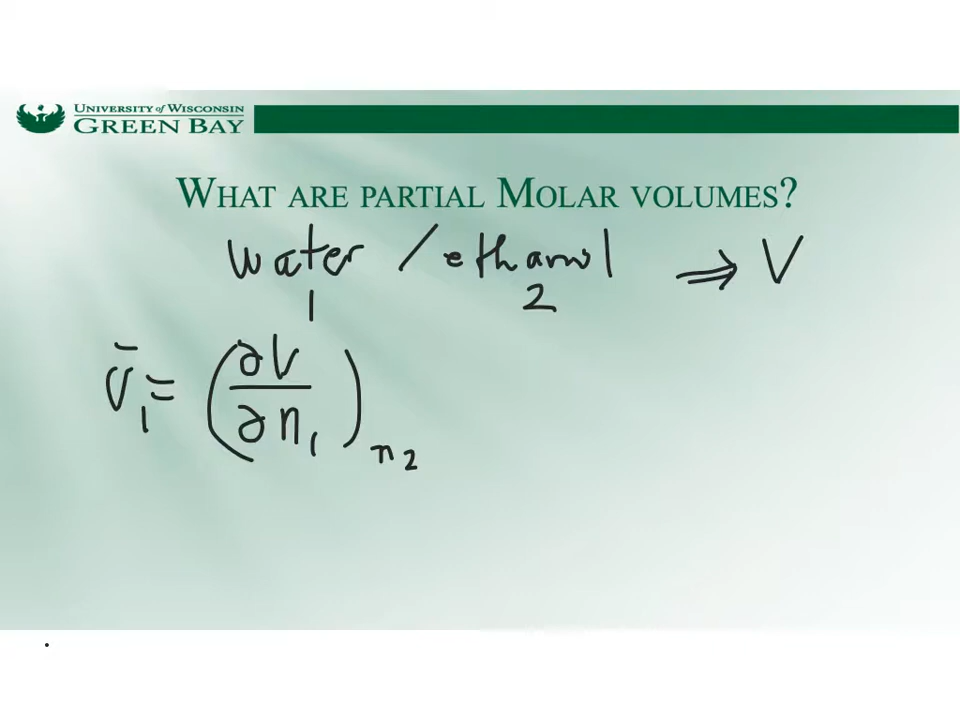 UNIVERSITY of WISCONSIN
GREEN BAY
WHAT ARE PARTIAL MOLAR VOLUMES?
water / ethanol ⇒ V
1 2
V̄₁ = (∂V/∂n₁)n₂